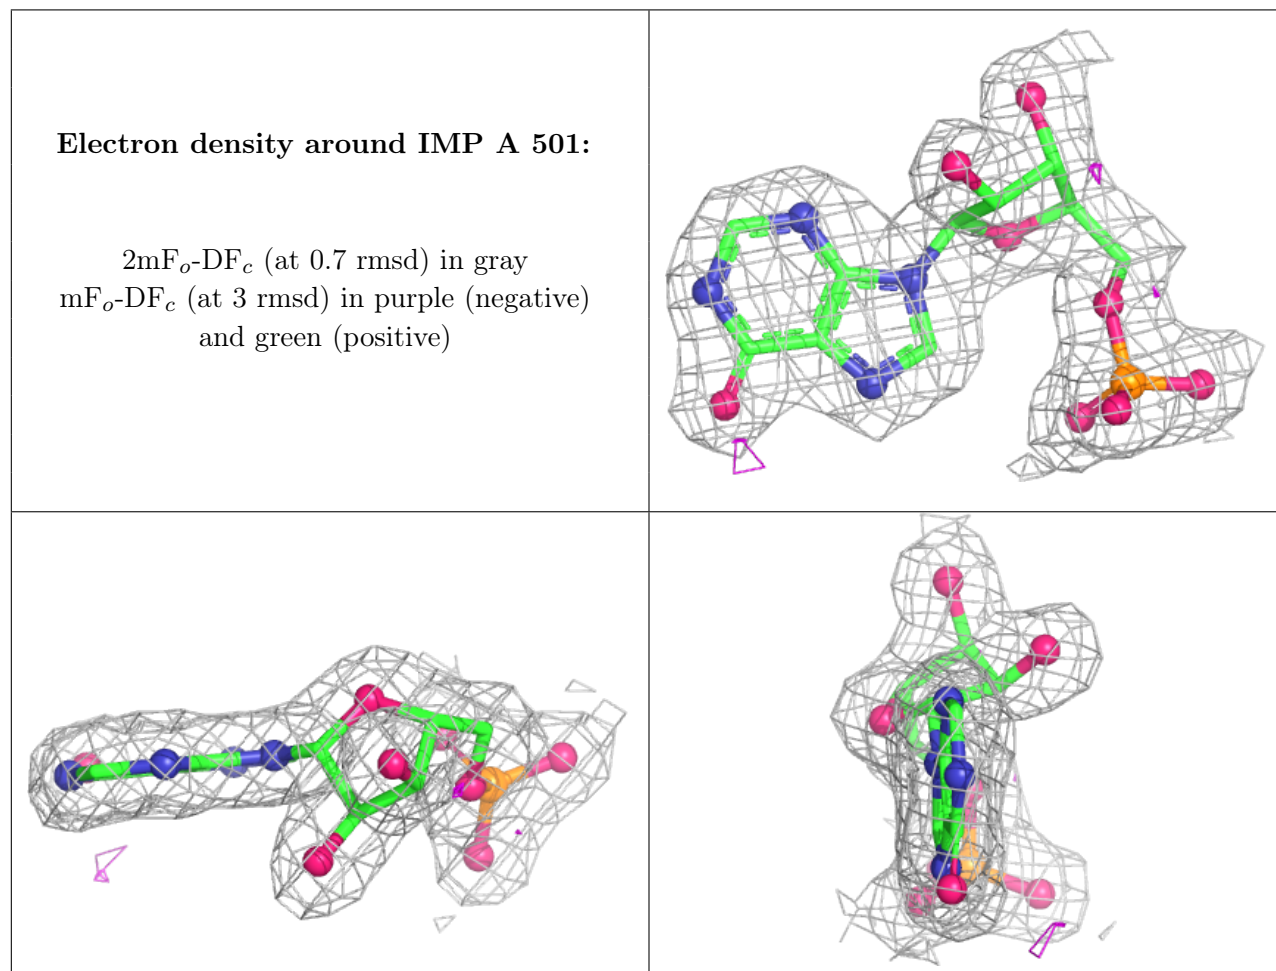 Electron density around IMP A 501:
2mFo-DFc (at 0.7 rmsd) in gray
mFo-DFc (at 3 rmsd) in purple (negative)
and green (positive)